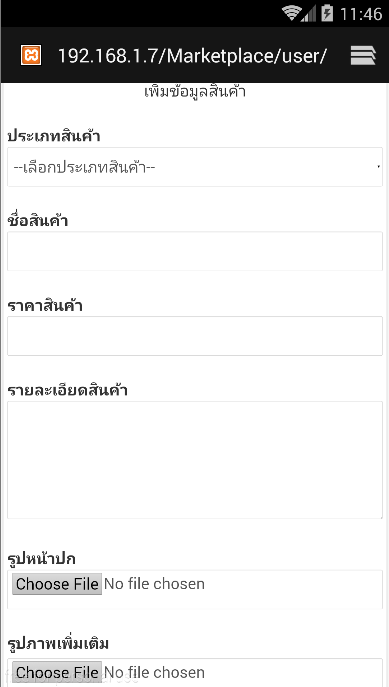 11:46
192.168.1.7/Marketplace/user/
เพิ่มข้อมูลสินค้า
ประเภทสินค้า
--เลือกประเภทสินค้า--
ชื่อสินค้า
ราคาสินค้า
รายละเอียดสินค้า
รูปหน้าปก
Choose File No file chosen
รูปภาพเพิ่มเติม
Choose File No file chosen